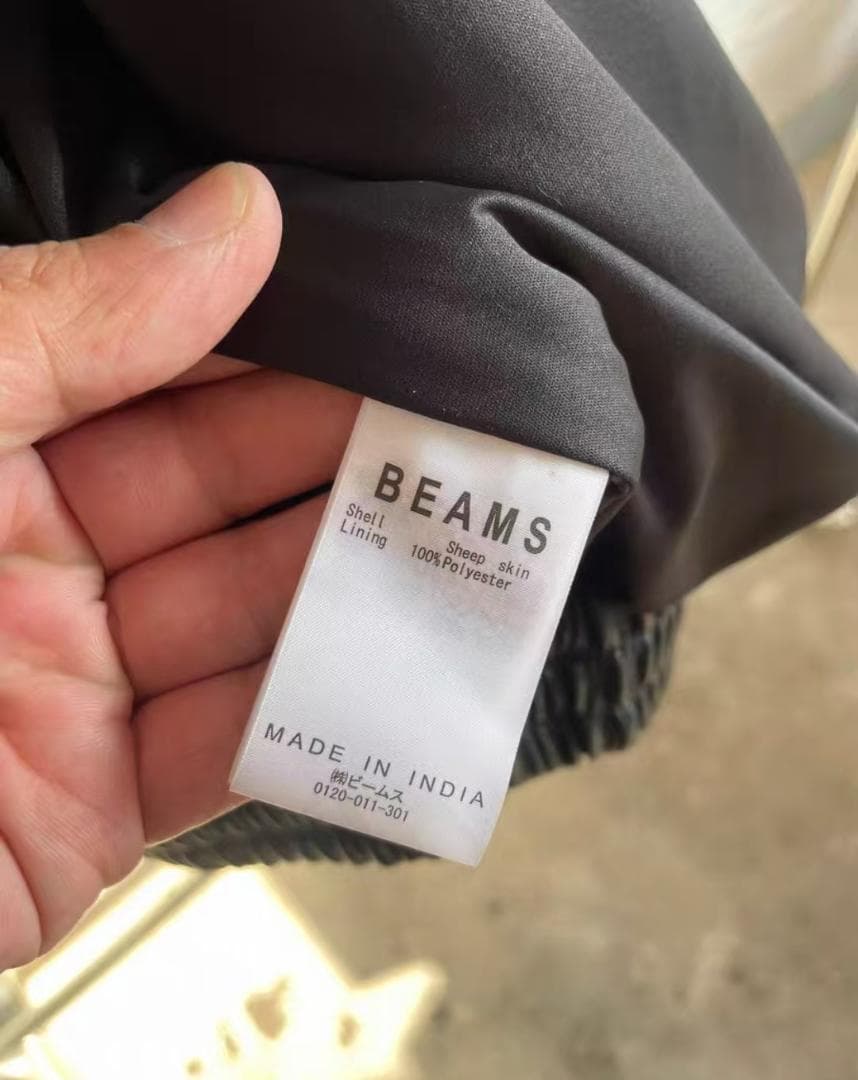 BEAMS
Shell Sheep skin
Lining 100%Polyester
MADE IN INDIA
㈱ビームス
0120-011-301